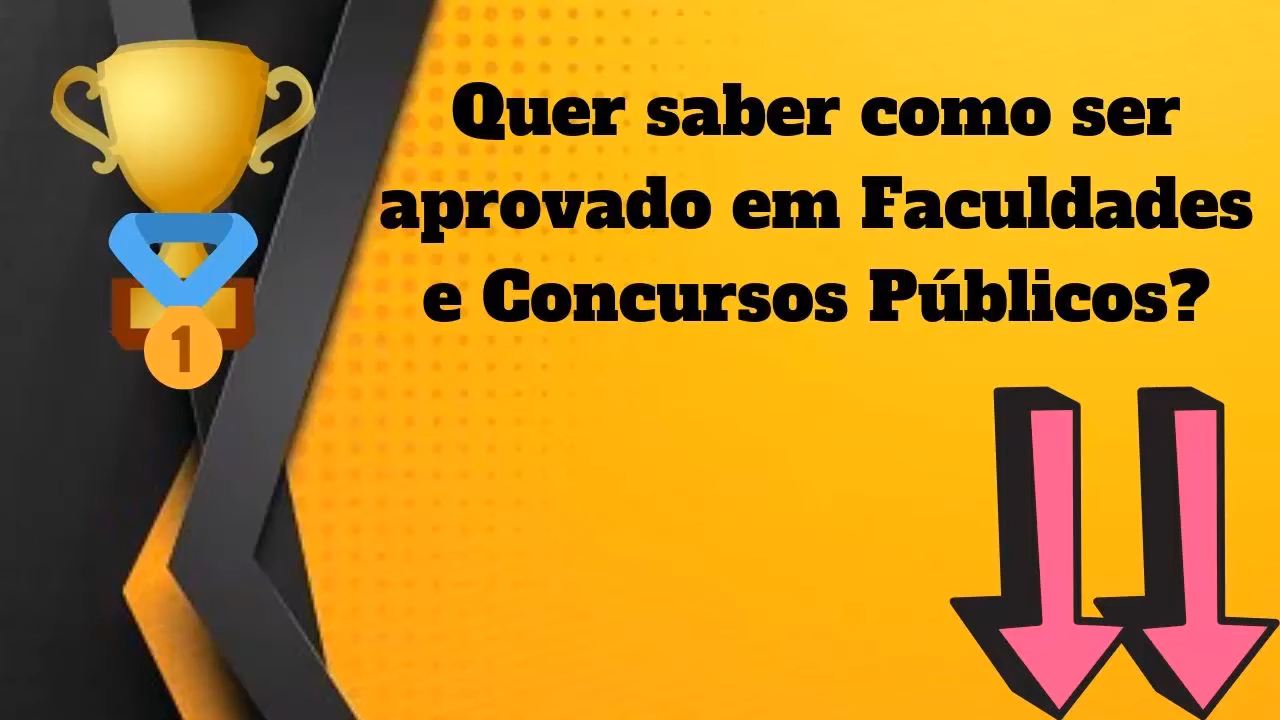 Quer saber como ser
aprovado em Faculdades
e Concursos Públicos?
1